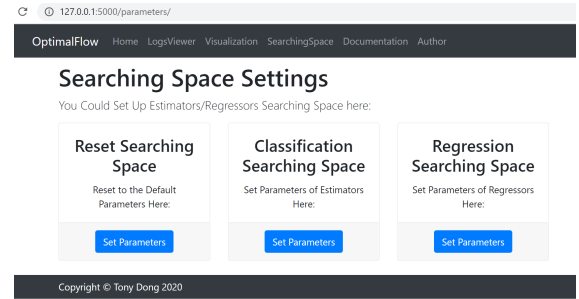 127.0.0.1:5000/parameters/
OptimalFlow Home LogsViewer Visualization SearchingSpace Documentation Author
Searching Space Settings
You Could Set Up Estimators/Regressors Searching Space here:
Reset Searching
Space
Reset to the Default
Parameters Here:
Set Parameters
Classification
Searching Space
Set Parameters of Estimators
Here:
Set Parameters
Regression
Searching Space
Set Parameters of Regressors
Here:
Set Parameters
Copyright © Tony Dong 2020